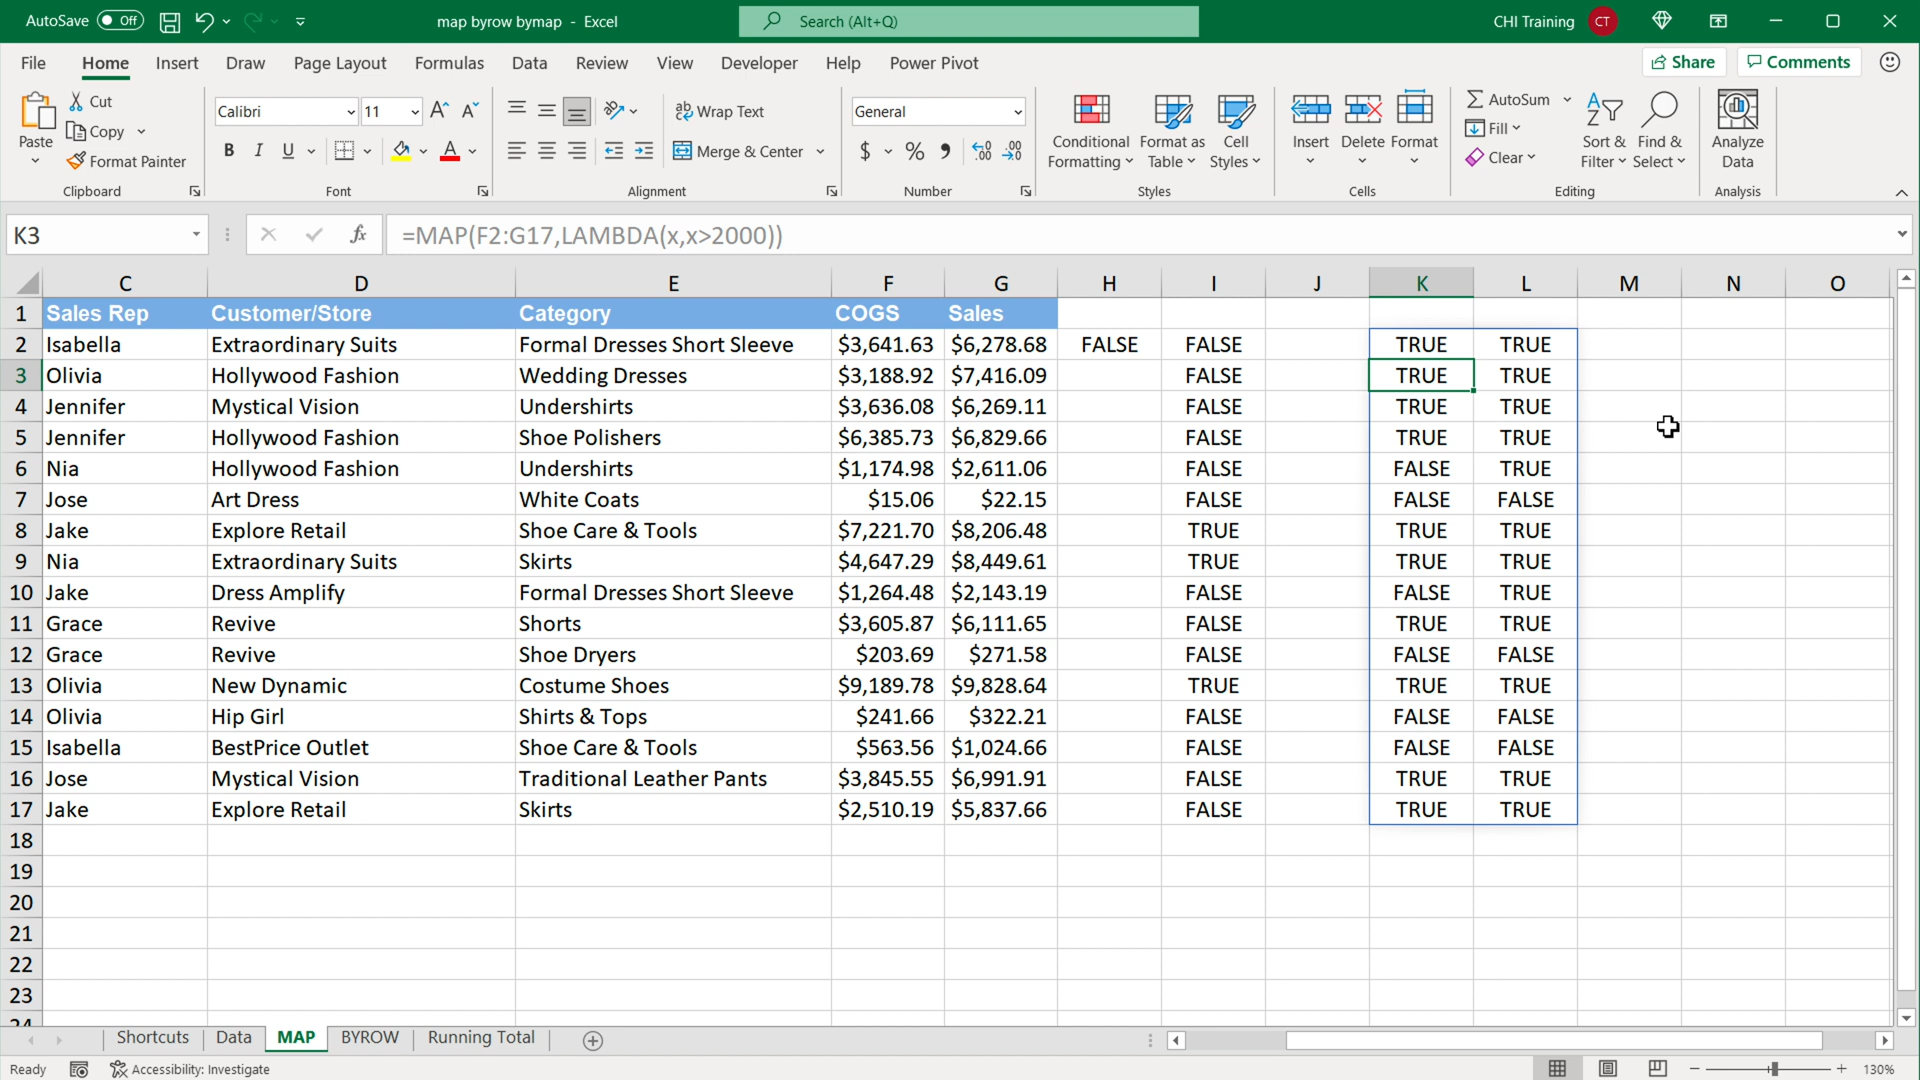 AutoSave Off map byrow bymap - Excel Search (Alt+Q) CHI Training CT
File Home Insert Draw Page Layout Formulas Data Review View Developer Help Power Pivot Share Comments
Paste Cut Copy Format Painter Clipboard
Calibri 11 B I U A Font
ab Wrap Text Merge & Center Alignment
General $ % Number
Conditional Formatting Format as Table Cell Styles Styles
Insert Delete Format Cells
AutoSum Fill Clear Sort & Filter Find & Select Editing
Analyze Data Analysis
K3 fx =MAP(F2:G17,LAMBDA(x,x>2000))
C D E F G H I J K L M N O
1 Sales Rep Customer/Store Category COGS Sales
2 Isabella Extraordinary Suits Formal Dresses Short Sleeve $3,641.63 $6,278.68 FALSE FALSE TRUE TRUE
3 Olivia Hollywood Fashion Wedding Dresses $3,188.92 $7,416.09 FALSE TRUE TRUE
4 Jennifer Mystical Vision Undershirts $3,636.08 $6,269.11 FALSE TRUE TRUE
5 Jennifer Hollywood Fashion Shoe Polishers $6,385.73 $6,829.66 FALSE TRUE TRUE
6 Nia Hollywood Fashion Undershirts $1,174.98 $2,611.06 FALSE FALSE TRUE
7 Jose Art Dress White Coats $15.06 $22.15 FALSE FALSE FALSE
8 Jake Explore Retail Shoe Care & Tools $7,221.70 $8,206.48 TRUE TRUE TRUE
9 Nia Extraordinary Suits Skirts $4,647.29 $8,449.61 TRUE TRUE TRUE
10 Jake Dress Amplify Formal Dresses Short Sleeve $1,264.48 $2,143.19 FALSE FALSE TRUE
11 Grace Revive Shorts $3,605.87 $6,111.65 FALSE TRUE TRUE
12 Grace Revive Shoe Dryers $203.69 $271.58 FALSE FALSE FALSE
13 Olivia New Dynamic Costume Shoes $9,189.78 $9,828.64 TRUE TRUE TRUE
14 Olivia Hip Girl Shirts & Tops $241.66 $322.21 FALSE FALSE FALSE
15 Isabella BestPrice Outlet Shoe Care & Tools $563.56 $1,024.66 FALSE FALSE FALSE
16 Jose Mystical Vision Traditional Leather Pants $3,845.55 $6,991.91 FALSE TRUE TRUE
17 Jake Explore Retail Skirts $2,510.19 $5,837.66 FALSE TRUE TRUE
18
19
20
21
22
23
24
Shortcuts Data MAP BYROW Running Total
Ready Accessibility: Investigate 130%